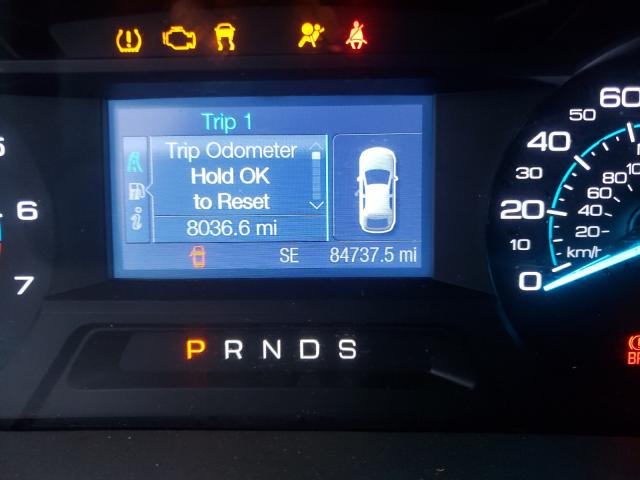 Trip 1
Trip Odometer
Hold OK
to Reset
8036.6 mi
SE 84737.5 mi
P R N D S
6
7
60
50
40
30
20
10
0
100
80
60
40
20
km/h